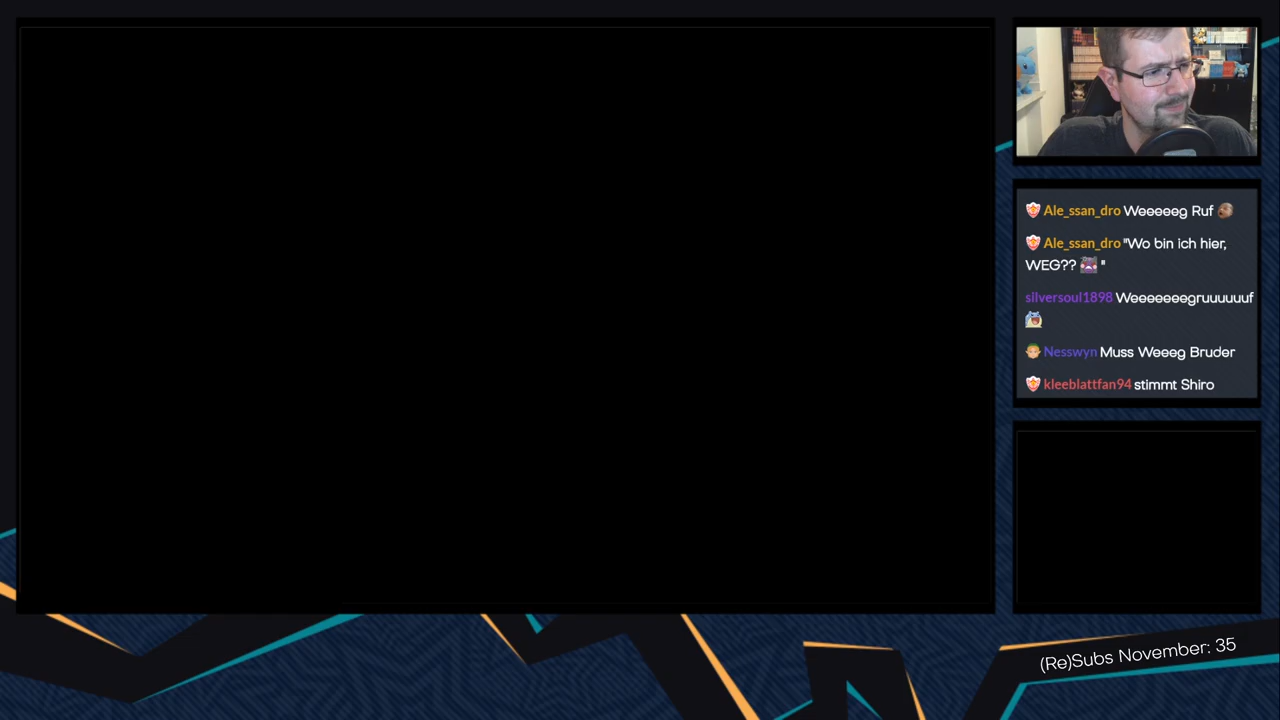 Ale_ssan_dro Weeeeeg Ruf
Ale_ssan_dro "Wo bin ich hier,
WEG?? "
silversoul1898 Weeeeeeegruuuuuuf
Nesswyn Muss Weeeg Bruder
kleeblattfan94 stimmt Shiro
(Re)Subs November: 35